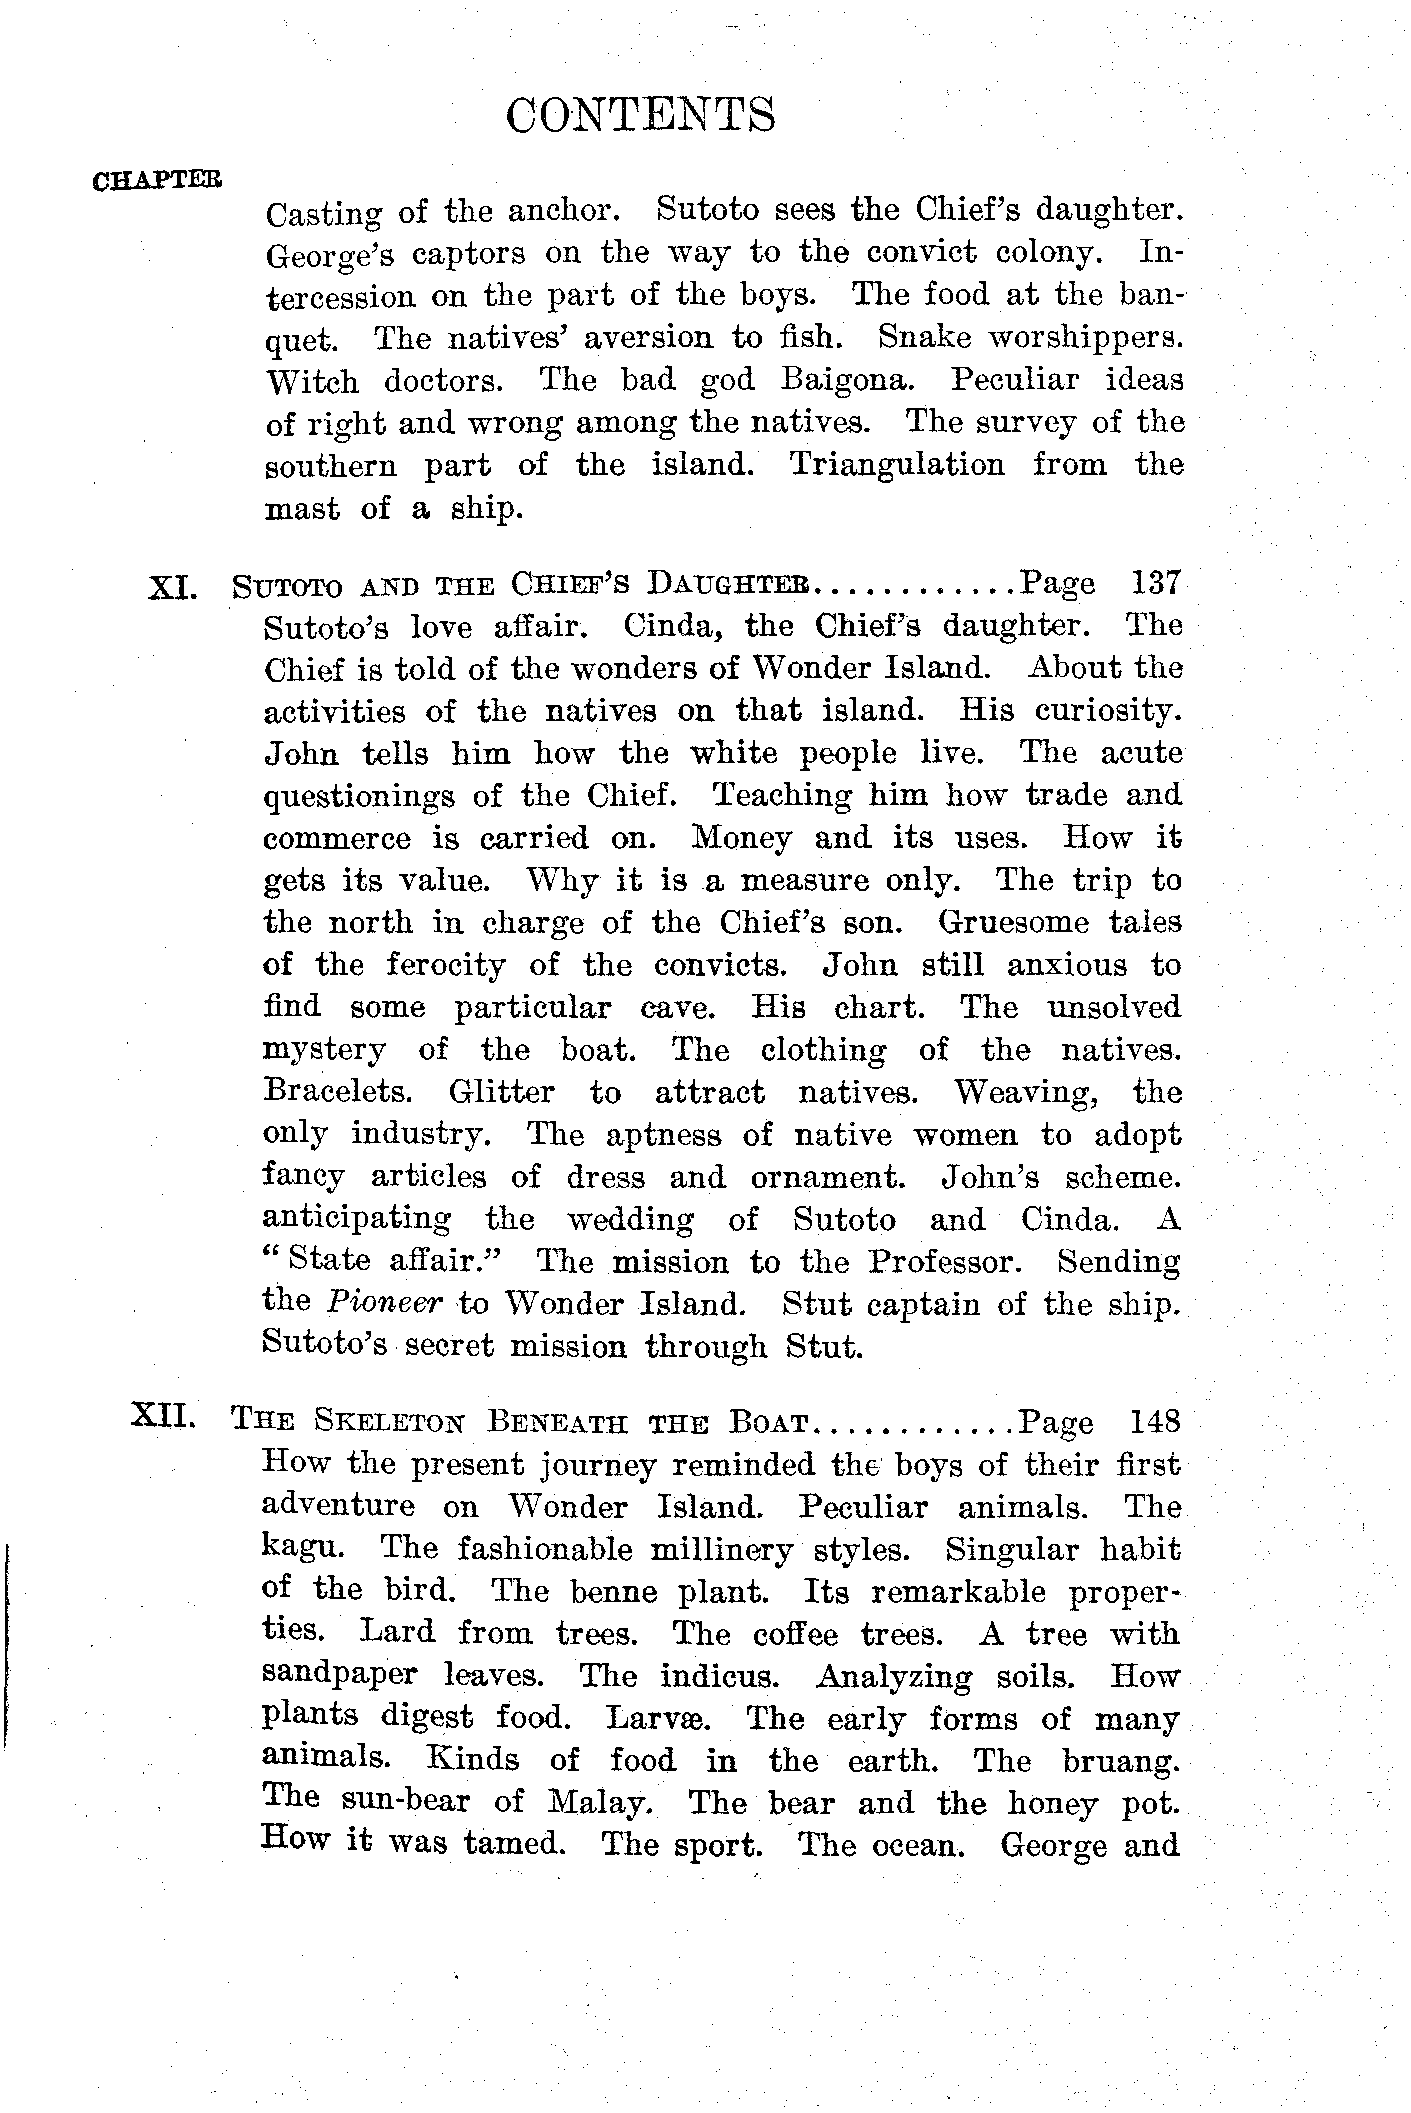 CONTENTS
CHAPTER
Casting of the anchor. Sutoto sees the Chief's daughter.
George's captors on the way to the convict colony. In-
tercession on the part of the boys. The food at the ban-
quet. The natives' aversion to fish. Snake worshippers.
Witch doctors. The bad god Baigona. Peculiar ideas
of right and wrong among the natives. The survey of the
southern part of the island. Triangulation from the
mast of a ship.
XI. SUTOTO AND THE CHIEF'S DAUGHTER............Page 137
Sutoto's love affair. Cinda, the Chief's daughter. The
Chief is told of the wonders of Wonder Island. About the
activities of the natives on that island. His curiosity.
John tells him how the white people live. The acute
questionings of the Chief. Teaching him how trade and
commerce is carried on. Money and its uses. How it
gets its value. Why it is a measure only. The trip to
the north in charge of the Chief's son. Gruesome tales
of the ferocity of the convicts. John still anxious to
find some particular cave. His chart. The unsolved
mystery of the boat. The clothing of the natives.
Bracelets. Glitter to attract natives. Weaving, the
only industry. The aptness of native women to adopt
fancy articles of dress and ornament. John's scheme.
anticipating the wedding of Sutoto and Cinda. A
"State affair." The mission to the Professor. Sending
the Pioneer to Wonder Island. Stut captain of the ship.
Sutoto's secret mission through Stut.
XII. THE SKELETON BENEATH THE BOAT............Page 148
How the present journey reminded the boys of their first
adventure on Wonder Island. Peculiar animals. The
kagu. The fashionable millinery styles. Singular habit
of the bird. The benne plant. Its remarkable proper-
ties. Lard from trees. The coffee trees. A tree with
sandpaper leaves. The indicus. Analyzing soils. How
plants digest food. Larvæ. The early forms of many
animals. Kinds of food in the earth. The bruang.
The sun-bear of Malay. The bear and the honey pot.
How it was tamed. The sport. The ocean. George and